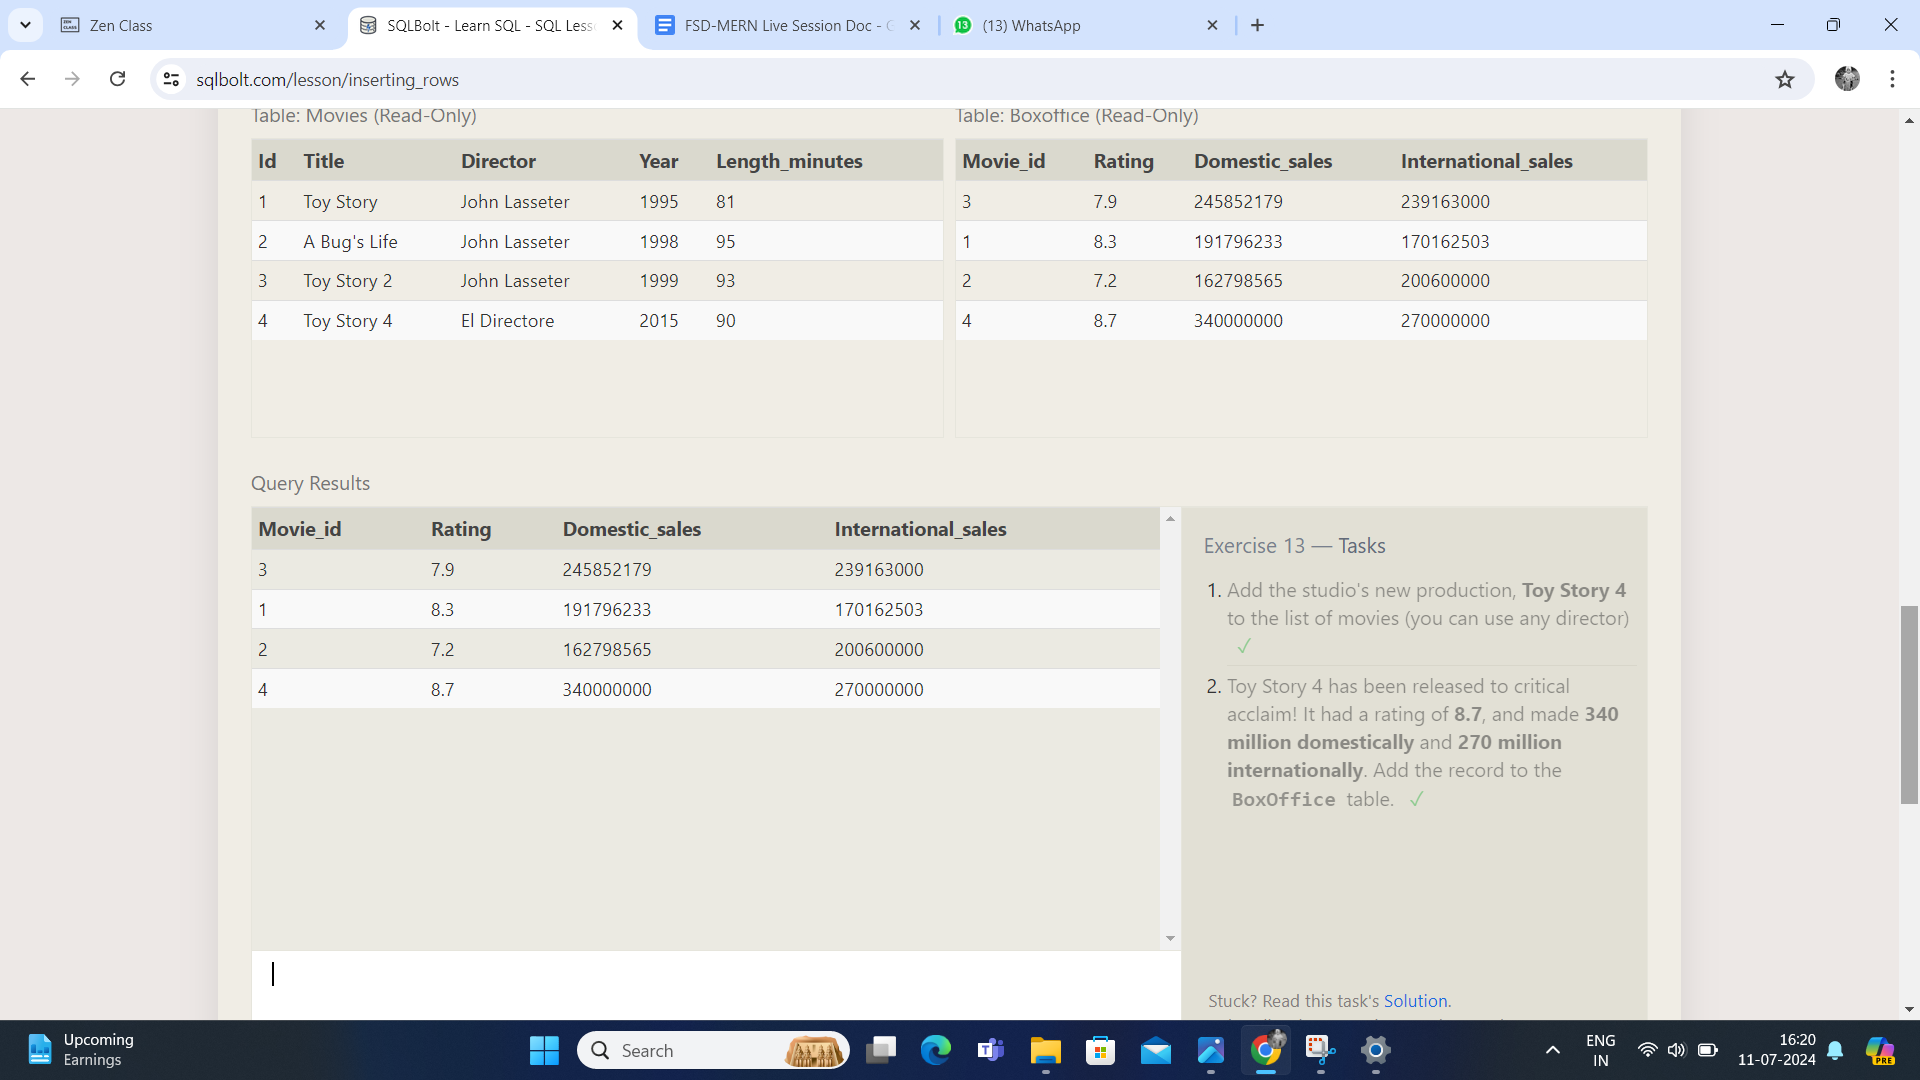 Zen Class
SQLBolt - Learn SQL - SQL Less
FSD-MERN Live Session Doc - G
13
(13) WhatsApp
sqlbolt.com/lesson/inserting_rows
Table: Movies (Read-Only)
Table: Boxoffice (Read-Only)
Id Title Director Year Length_minutes
1 Toy Story John Lasseter 1995 81
2 A Bug's Life John Lasseter 1998 95
3 Toy Story 2 John Lasseter 1999 93
4 Toy Story 4 El Directore 2015 90
Movie_id Rating Domestic_sales International_sales
3 7.9 245852179 239163000
1 8.3 191796233 170162503
2 7.2 162798565 200600000
4 8.7 340000000 270000000
Query Results
Movie_id Rating Domestic_sales International_sales
3 7.9 245852179 239163000
1 8.3 191796233 170162503
2 7.2 162798565 200600000
4 8.7 340000000 270000000
Exercise 13 — Tasks
1. Add the studio's new production, Toy Story 4
to the list of movies (you can use any director)
✓
2. Toy Story 4 has been released to critical
acclaim! It had a rating of 8.7, and made 340
million domestically and 270 million
internationally. Add the record to the
BoxOffice table. ✓
Stuck? Read this task's Solution.
Upcoming
Earnings
Search
ENG
IN
16:20
11-07-2024
PRE